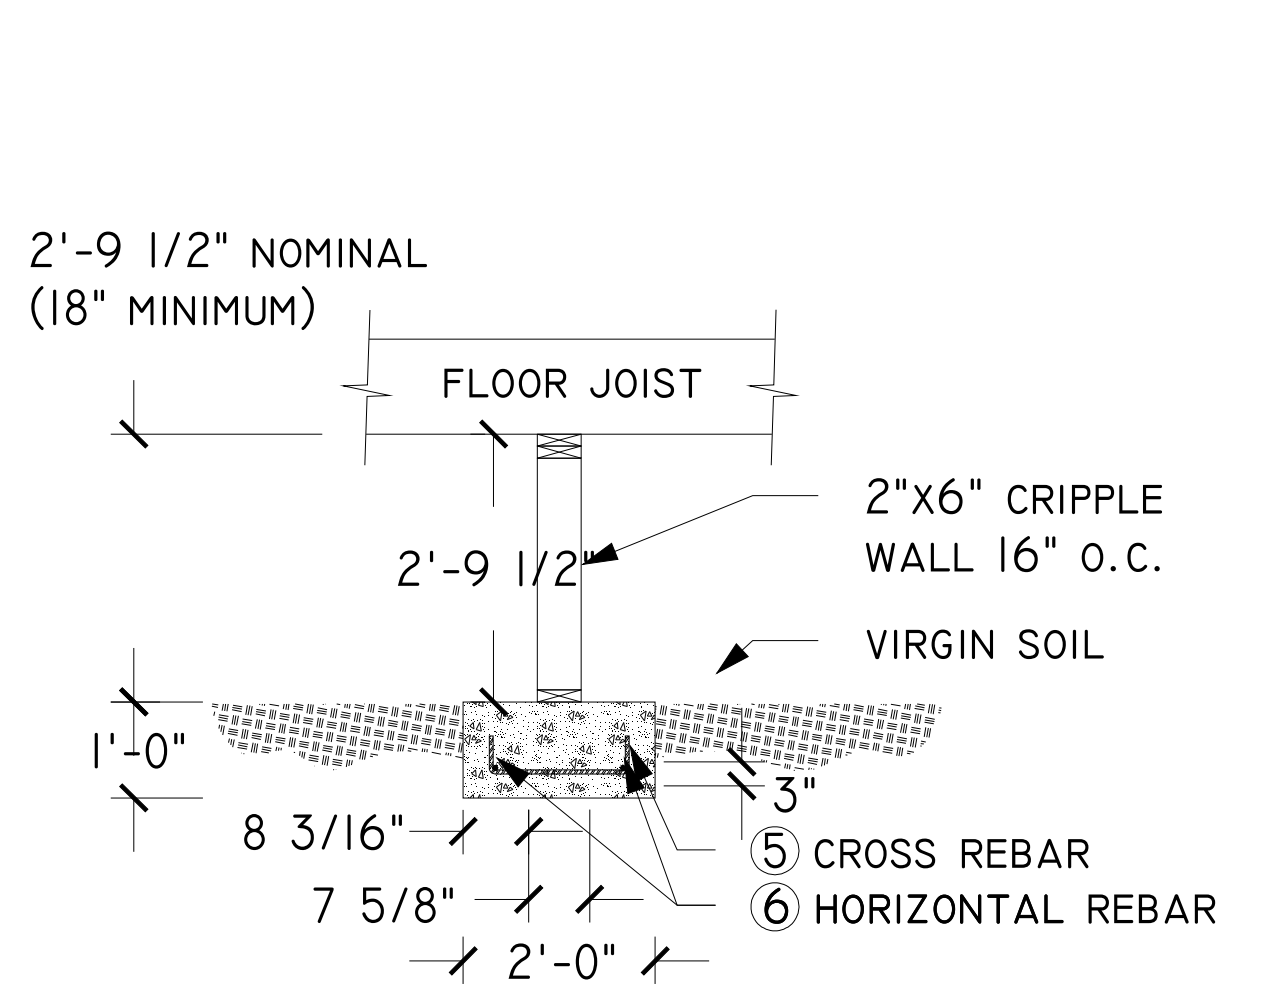 2'-9 1/2" NOMINAL
(18" MINIMUM)
FLOOR JOIST
2"X6" CRIPPLE
WALL 16" O.C.
2'-9 1/2"
VIRGIN SOIL
1'-0"
3"
8 3/16"
5 CROSS REBAR
7 5/8"
6 HORIZONTAL REBAR
2'-0"